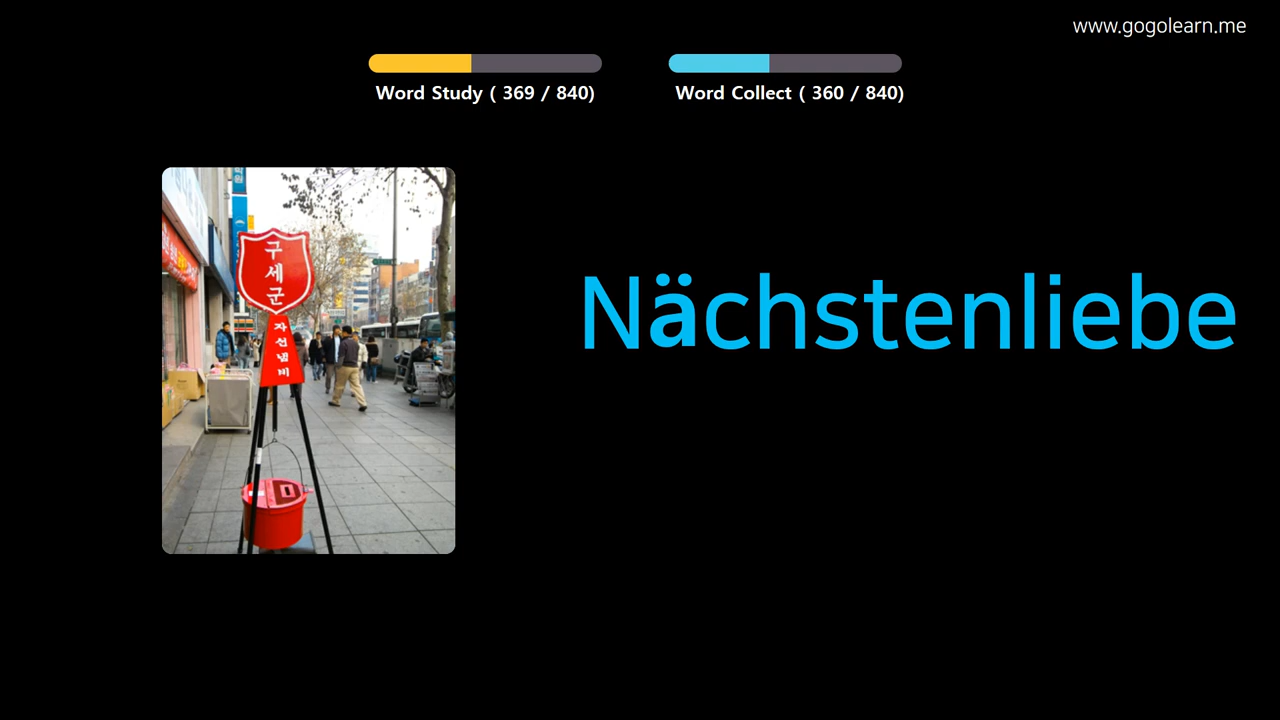 www.gogolearn.me
Word Study ( 369 / 840)
Word Collect ( 360 / 840)
구세군
자선냄비
Nächstenliebe